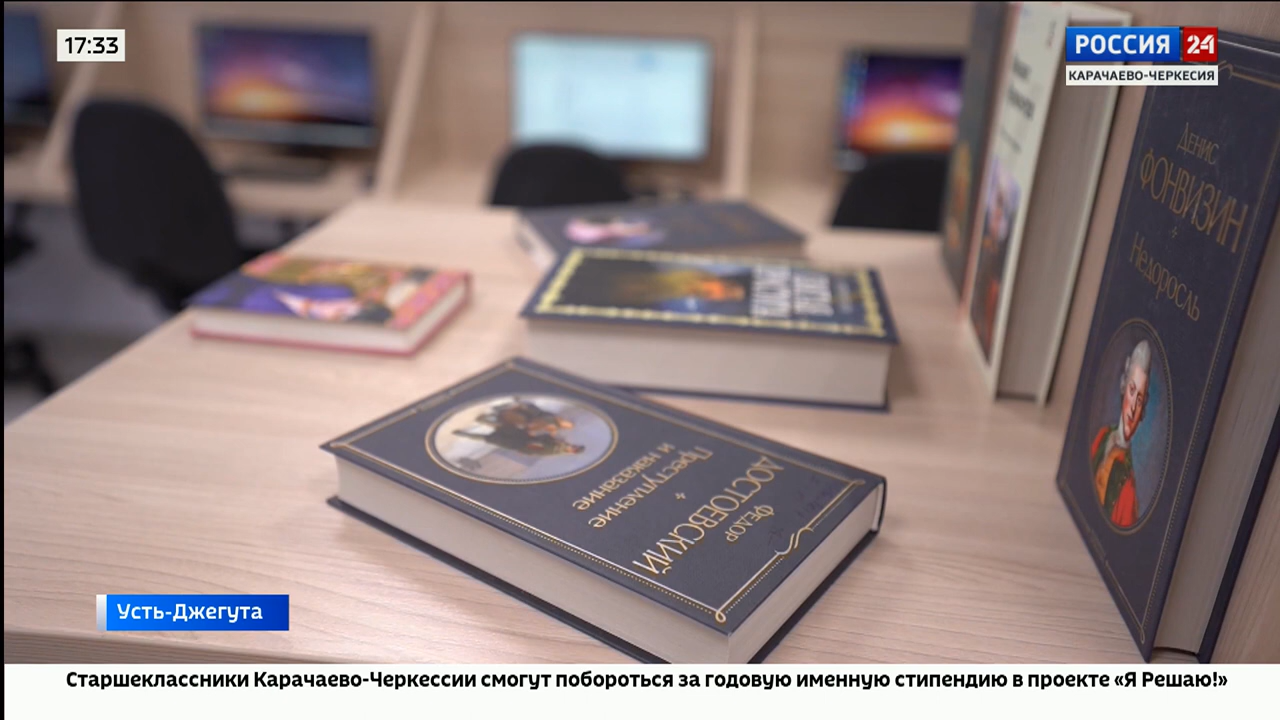 17:33
РОССИЯ 24
КАРАЧАЕВО-ЧЕРКЕСИЯ
Денис
ФОНВИЗИН
Недоросль
ФЕДОР
ДОСТОЕВСКИЙ
Преступление
и наказание
Усть-Джегута
Старшеклассники Карачаево-Черкессии смогут побороться за годовую именную стипендию в проекте «Я Решаю!»